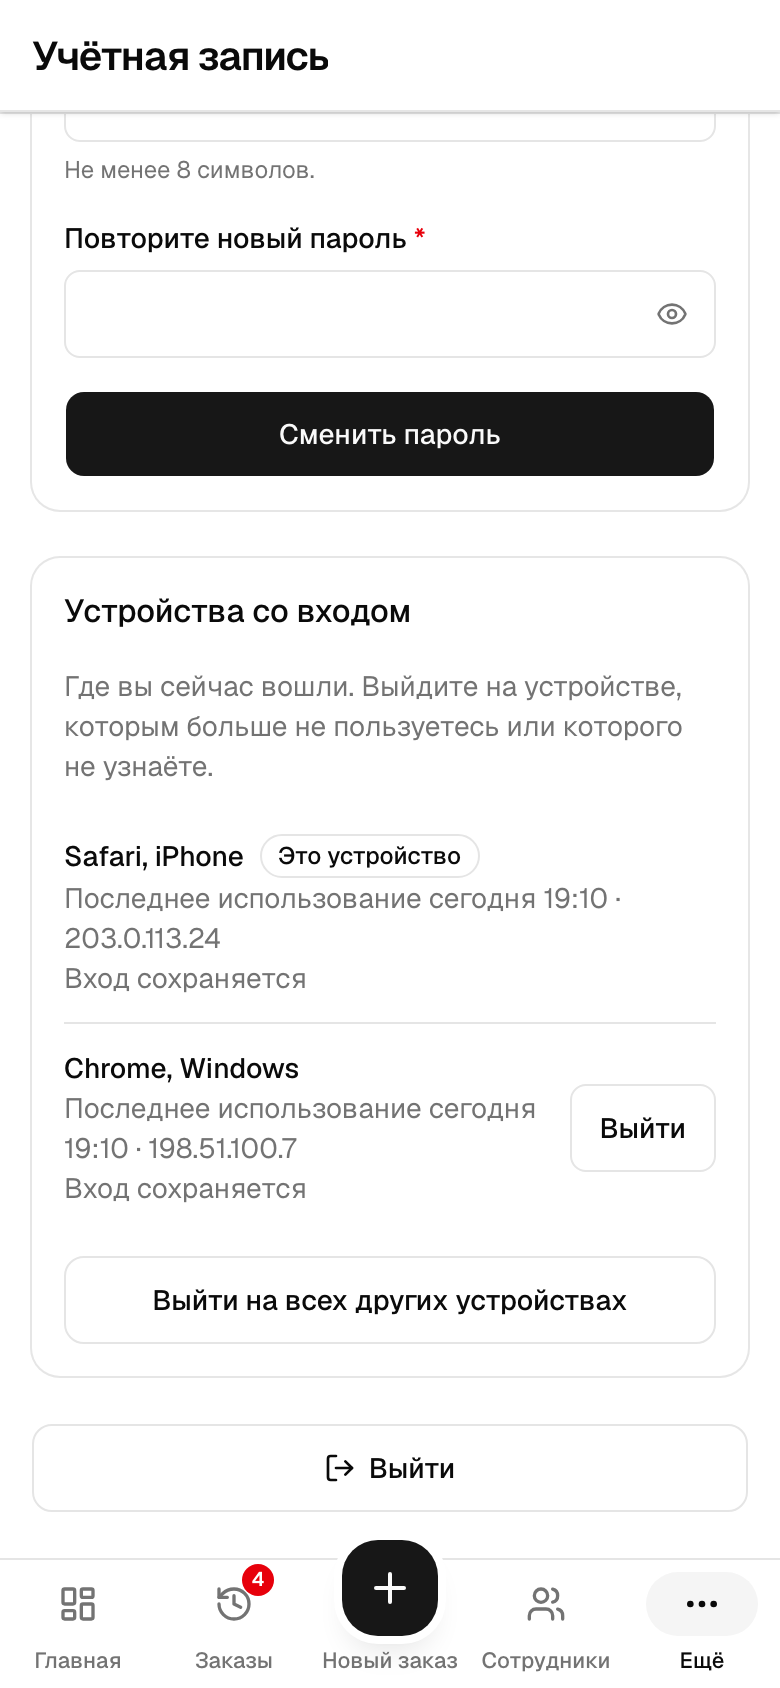 Учётная запись
Не менее 8 символов.
Повторите новый пароль *
Сменить пароль
Устройства со входом
Где вы сейчас вошли. Выйдите на устройстве,
которым больше не пользуетесь или которого
не узнаёте.
Safari, iPhone Это устройство
Последнее использование сегодня 19:10 ·
203.0.113.24
Вход сохраняется
Chrome, Windows
Последнее использование сегодня
19:10 · 198.51.100.7
Вход сохраняется
Выйти
Выйти на всех других устройствах
Выйти
4
Главная Заказы Новый заказ Сотрудники Ещё